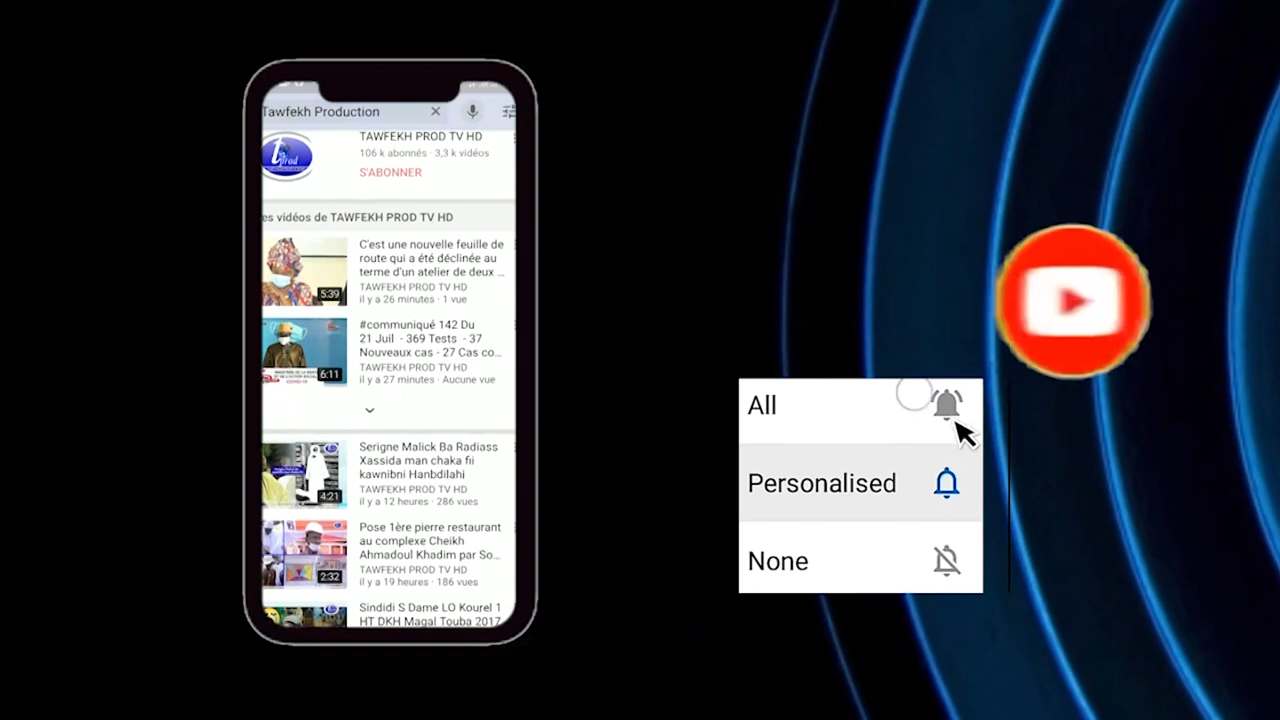 Tawfekh Production
TAWFEKH PROD TV HD
106 k abonnés · 3,3 k vidéos
S'ABONNER
t prod
es vidéos de TAWFEKH PROD TV HD
C'est une nouvelle feuille de
route qui a été déclinée au
terme d'un atelier de deux ...
TAWFEKH PROD TV HD
il y a 26 minutes · 1 vue
5:39
#communiqué 142 Du
21 Juil - 369 Tests - 37
Nouveaux cas - 27 Cas co...
TAWFEKH PROD TV HD
il y a 27 minutes · Aucune vue
6:11
Serigne Malick Ba Radiass
Xassida man chaka fii
kawnibni Hanbdilahi
TAWFEKH PROD TV HD
il y a 12 heures · 286 vues
4:21
Pose 1ère pierre restaurant
au complexe Cheikh
Ahmadoul Khadim par So...
TAWFEKH PROD TV HD
il y a 19 heures · 186 vues
2:32
Sindidi S Dame LO Kourel 1
HT DKH Magal Touba 2017
All
Personalised
None